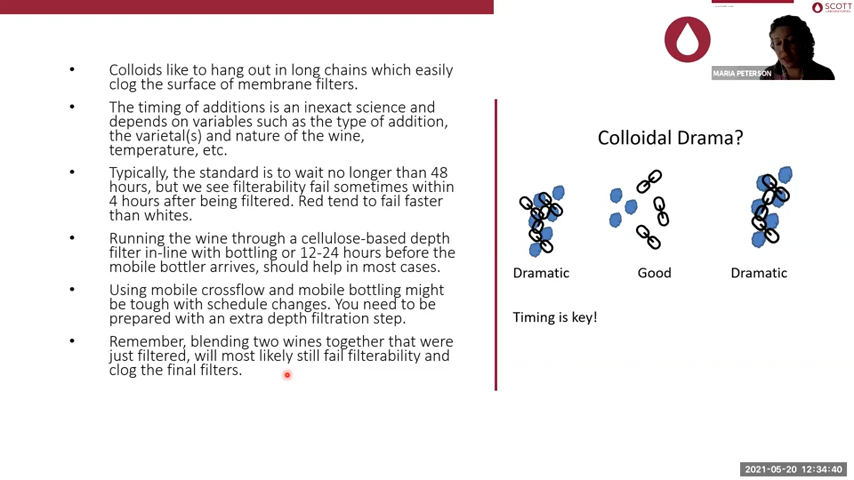 SCOTT
LABORATORIES
MARIA PETERSON
• Colloids like to hang out in long chains which easily
clog the surface of membrane filters.
• The timing of additions is an inexact science and
depends on variables such as the type of addition,
the varietal(s) and nature of the wine,
temperature, etc.
• Typically, the standard is to wait no longer than 48
hours, but we see filterability fail sometimes within
4 hours after being filtered. Red tend to fail faster
than whites.
• Running the wine through a cellulose-based depth
filter in-line with bottling or 12-24 hours before the
mobile bottler arrives, should help in most cases.
• Using mobile crossflow and mobile bottling might
be tough with schedule changes. You need to be
prepared with an extra depth filtration step.
• Remember, blending two wines together that were
just filtered, will most likely still fail filterability and
clog the final filters.
Colloidal Drama?
Dramatic Good Dramatic
Timing is key!
2021-05-20 12:34:40